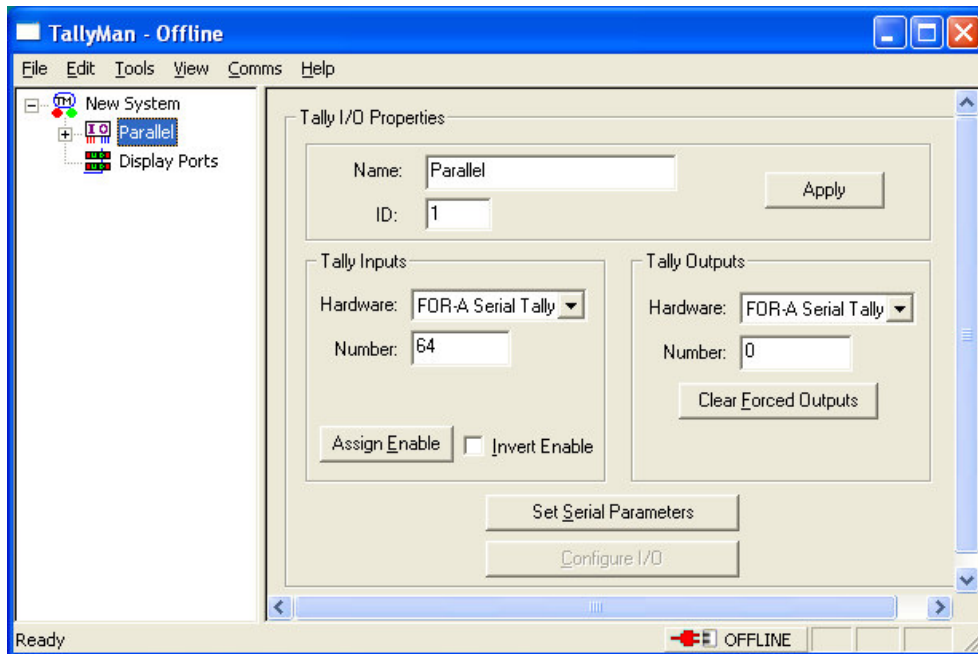 TallyMan - Offline
File Edit Tools View Comms Help
New System
Parallel
Display Ports
Tally I/O Properties
Name: Parallel
Apply
ID: 1
Tally Inputs
Hardware: FOR-A Serial Tally
Number: 64
Assign Enable
Invert Enable
Tally Outputs
Hardware: FOR-A Serial Tally
Number: 0
Clear Forced Outputs
Set Serial Parameters
Configure I/O
Ready
OFFLINE